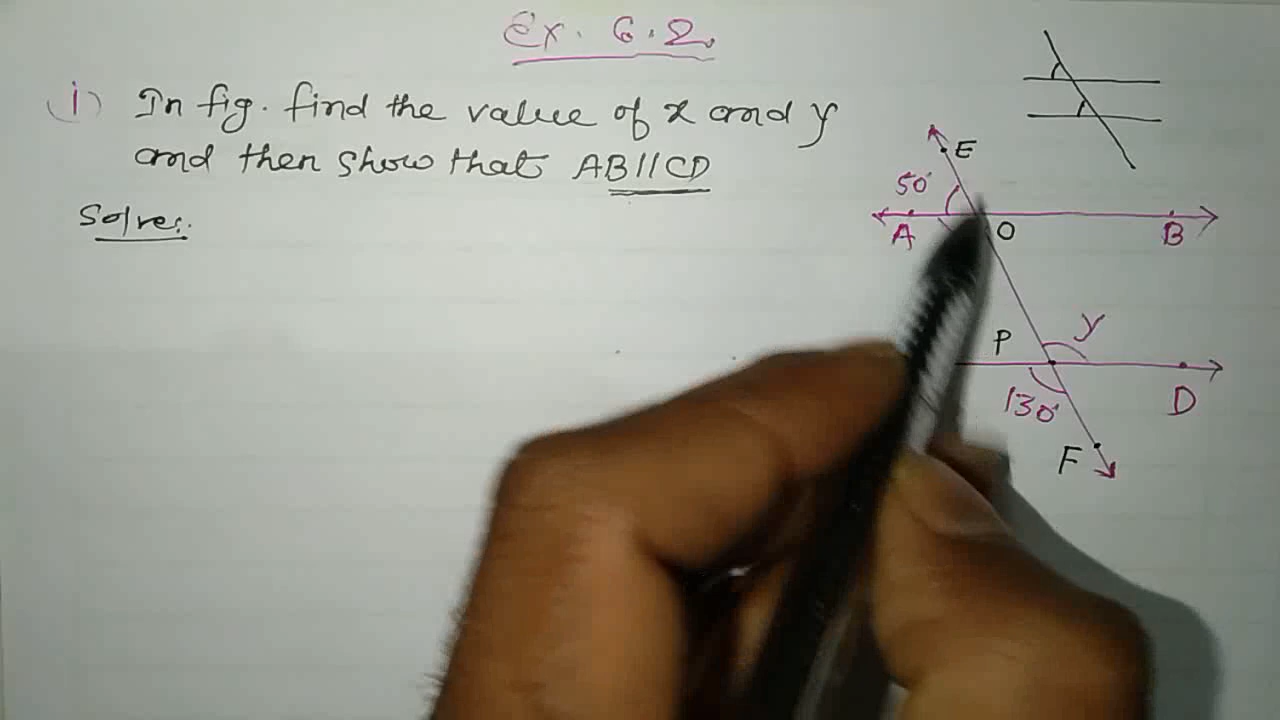 Ex. 6.2.
(i) In fig. find the value of x and y
and then show that AB || CD
Solve:
E
50°
A
O
B
P
y
130°
D
F